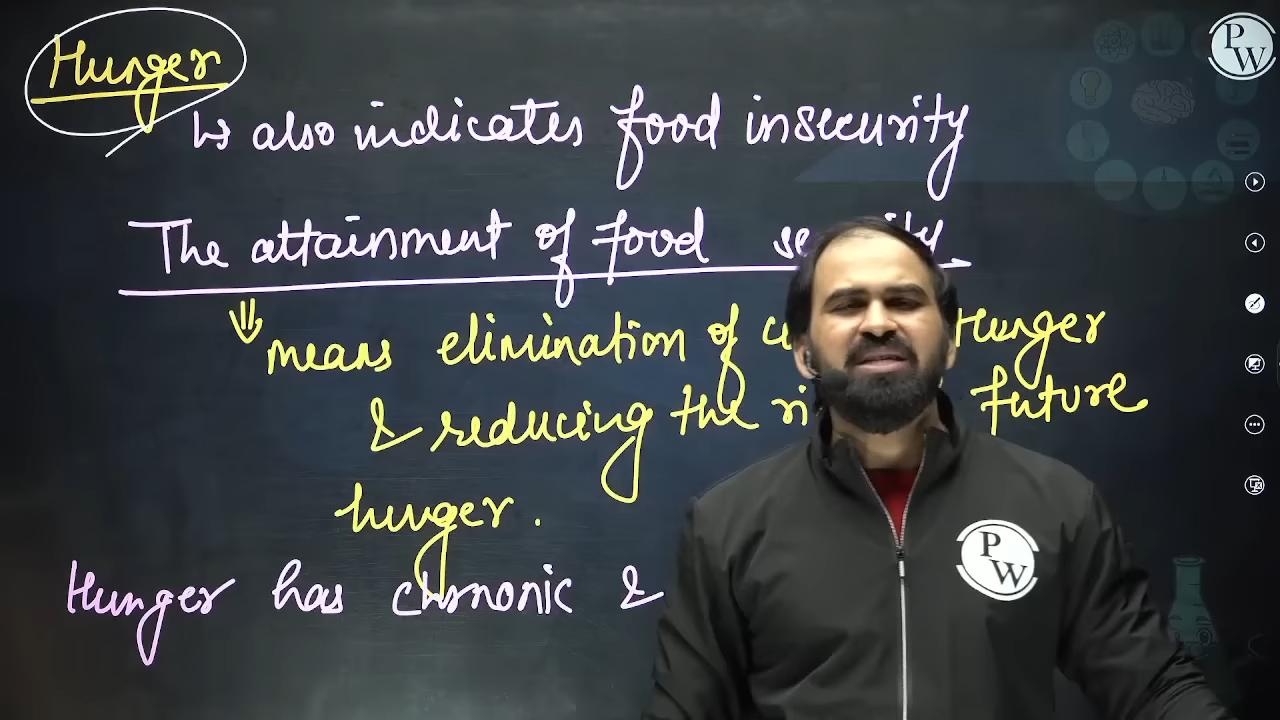 Hunger
PW
↳ also indicates food insecurity
The attainment of food
⇓ means elimination of Hunger
& reducing the future
hunger.
Hunger has chronic &
PW